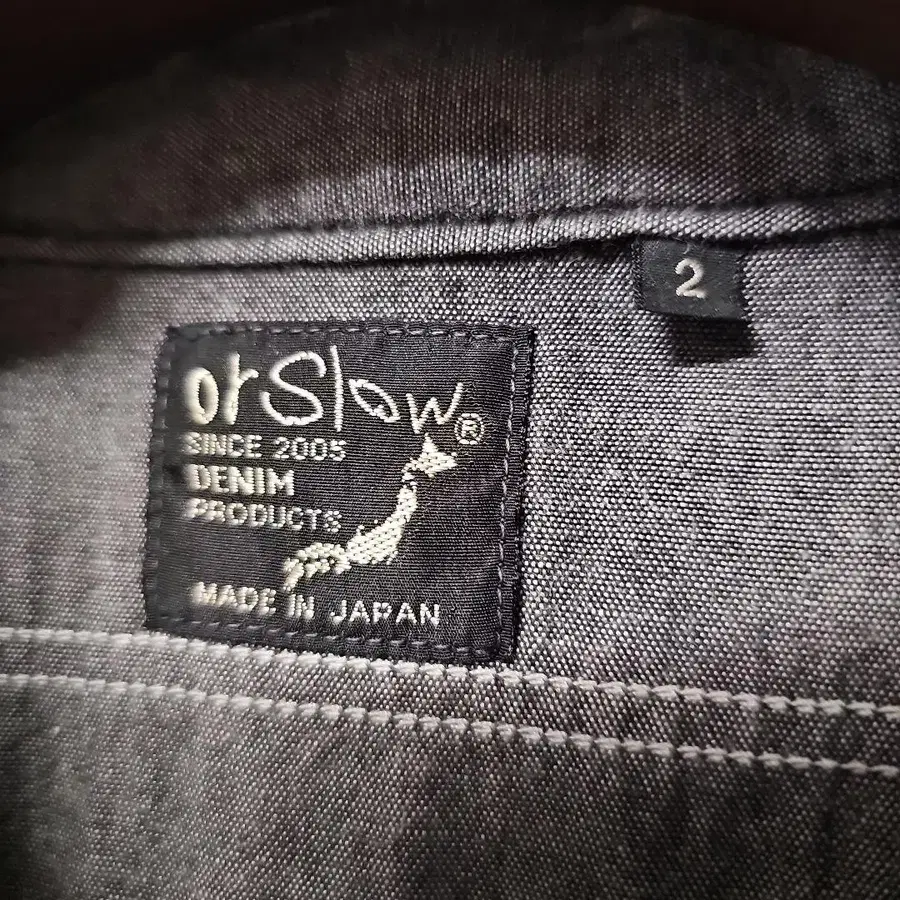 2
orSlow®
SINCE 2005
DENIM
PRODUCTS
MADE IN JAPAN